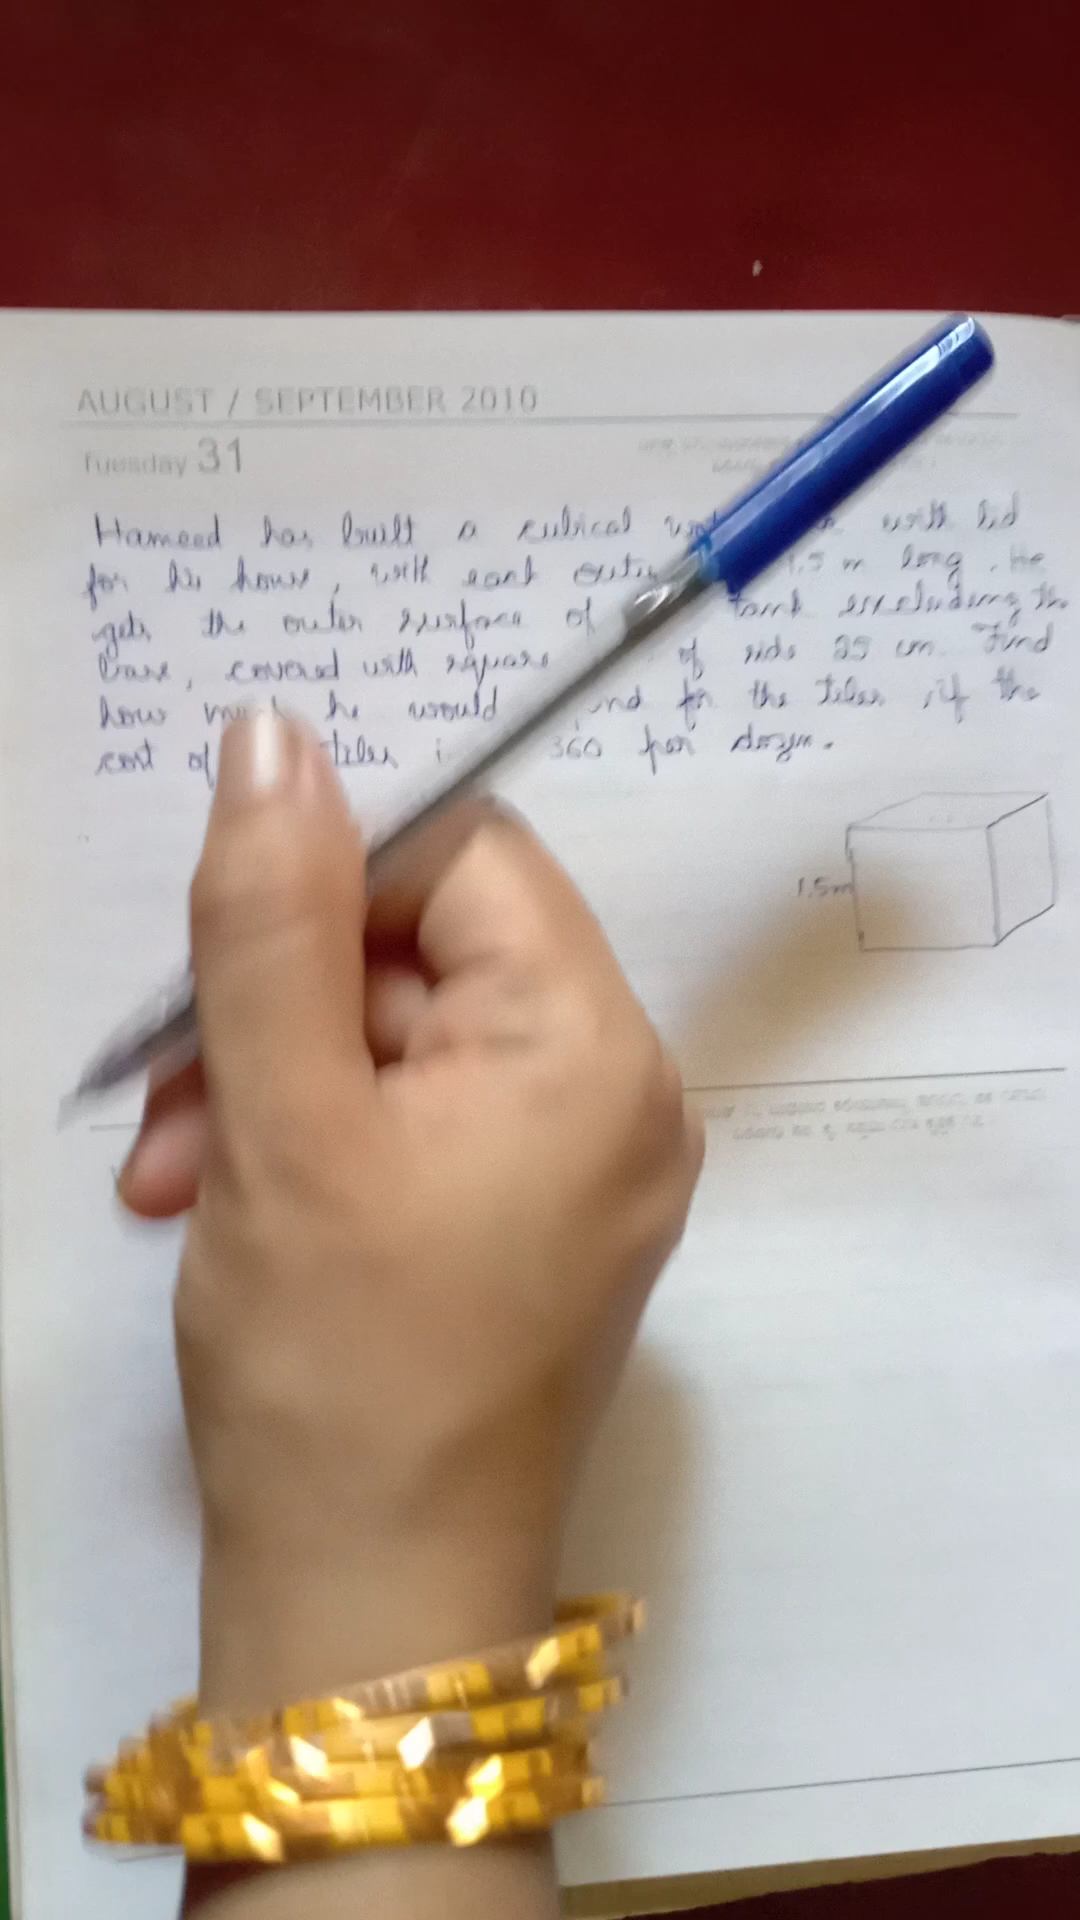 AUGUST / SEPTEMBER 2010
Tuesday 31
Hameed has built a cubical with lid
for his house, with each outer 1.5 m long. He
gets the outer surface of tank excluding the
base, covered with square of side 25 cm. Find
how much he would for the tiles, if the
cost of tiles 360 per dozen.
1.5m